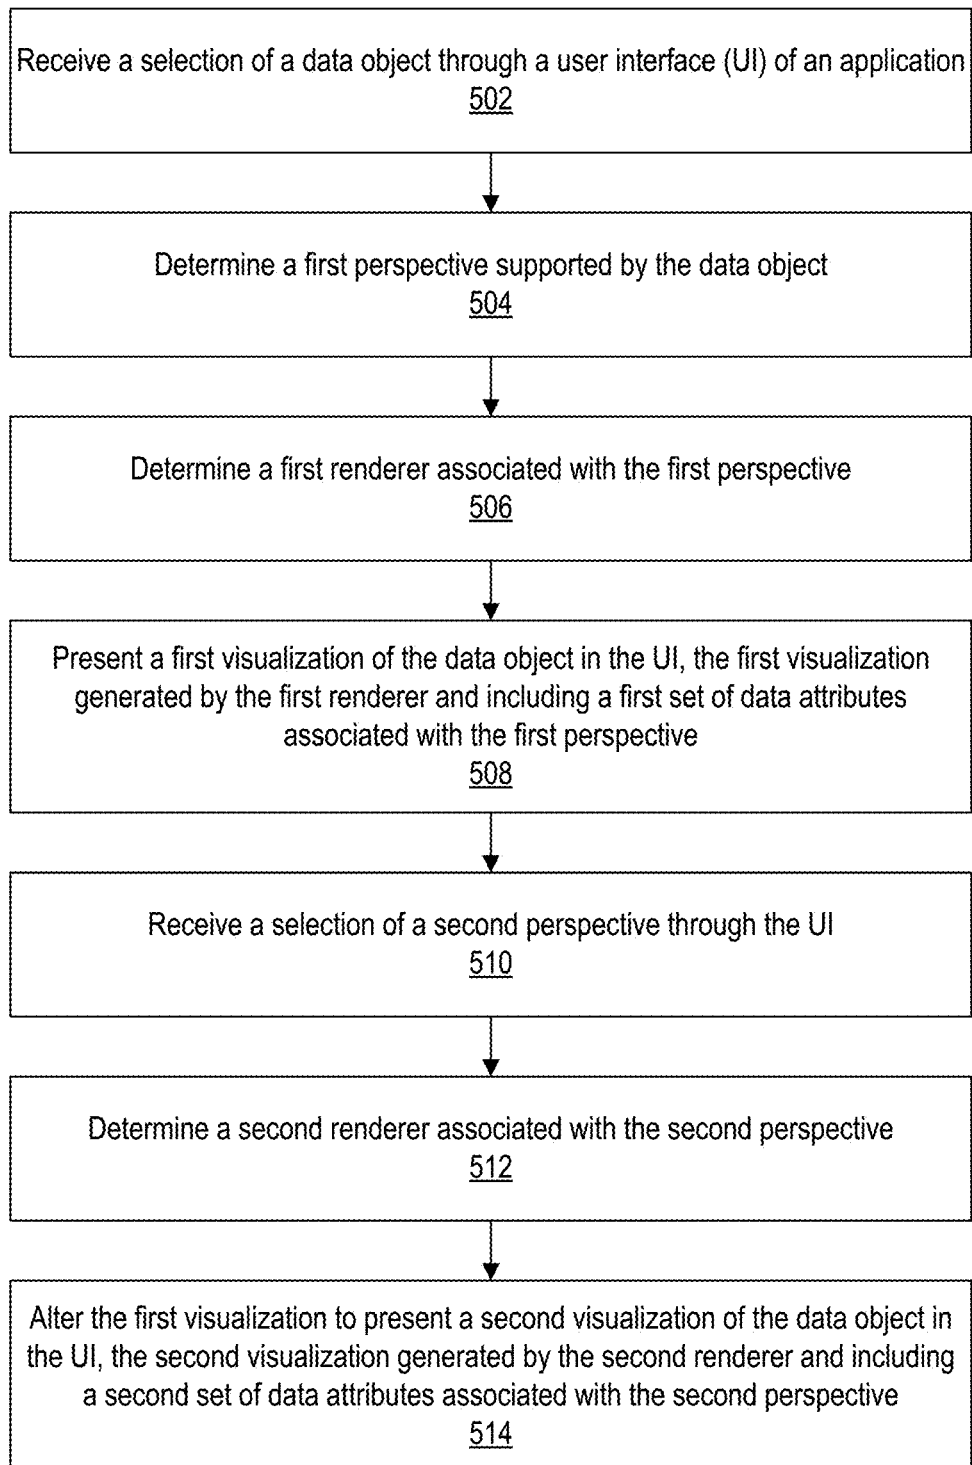 Receive a selection of a data object through a user interface (UI) of an application
502
Determine a first perspective supported by the data object
504
Determine a first renderer associated with the first perspective
506
Present a first visualization of the data object in the UI, the first visualization
generated by the first renderer and including a first set of data attributes
associated with the first perspective
508
Receive a selection of a second perspective through the UI
510
Determine a second renderer associated with the second perspective
512
Alter the first visualization to present a second visualization of the data object in
the UI, the second visualization generated by the second renderer and including
a second set of data attributes associated with the second perspective
514